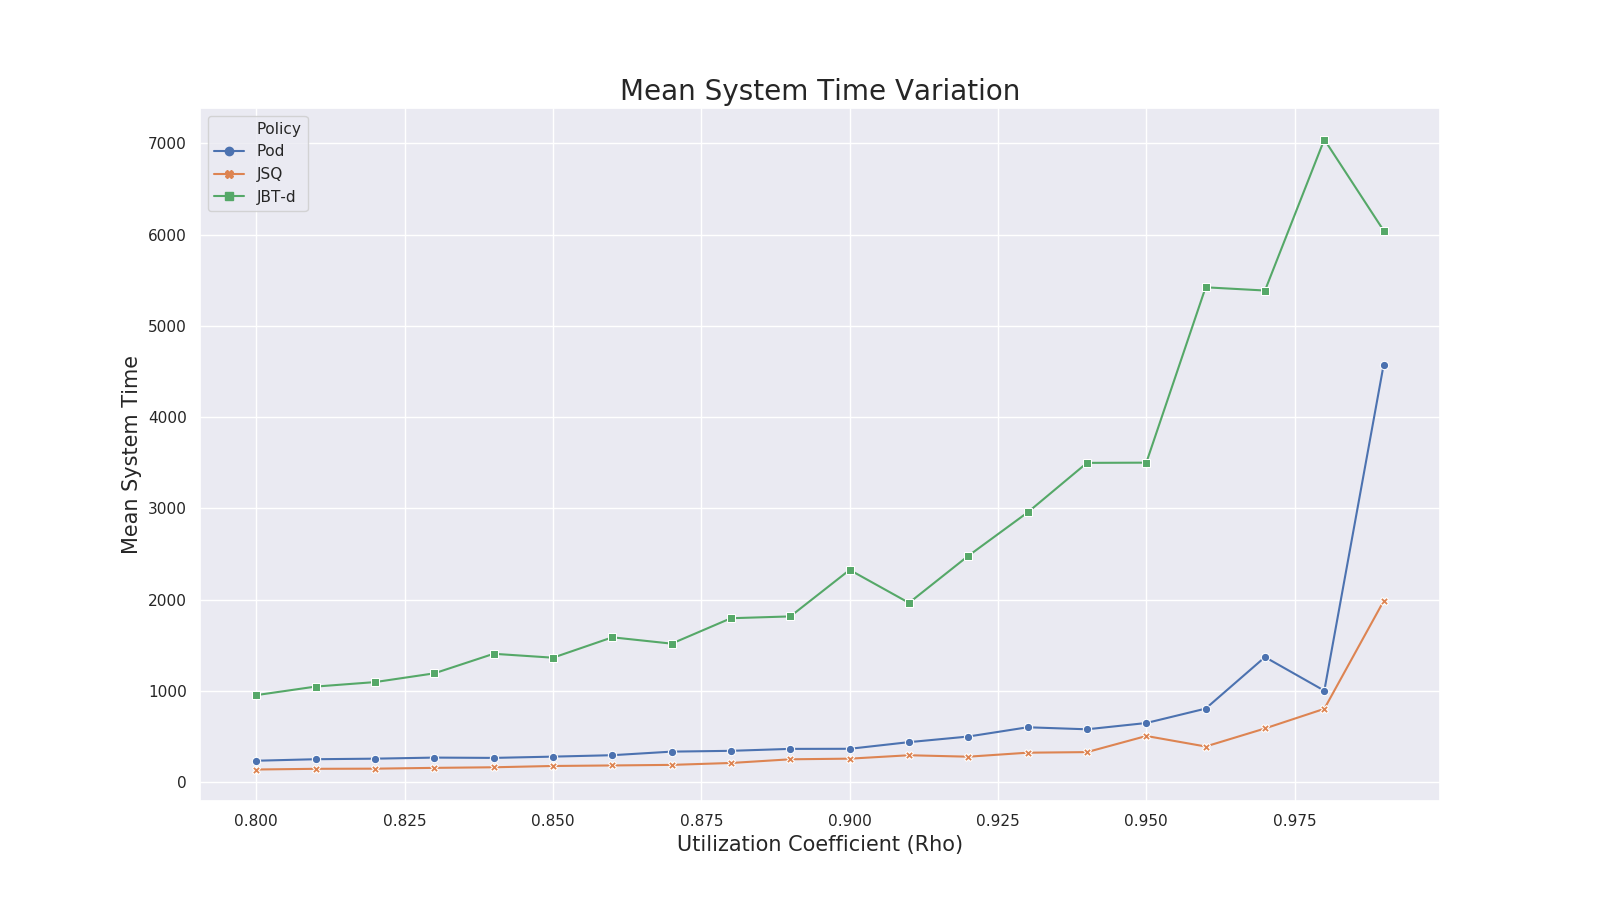 Mean System Time Variation
Policy
Pod
JSQ
JBT-d
7000
6000
5000
4000
3000
2000
1000
0
Mean System Time
0.800 0.825 0.850 0.875 0.900 0.925 0.950 0.975
Utilization Coefficient (Rho)